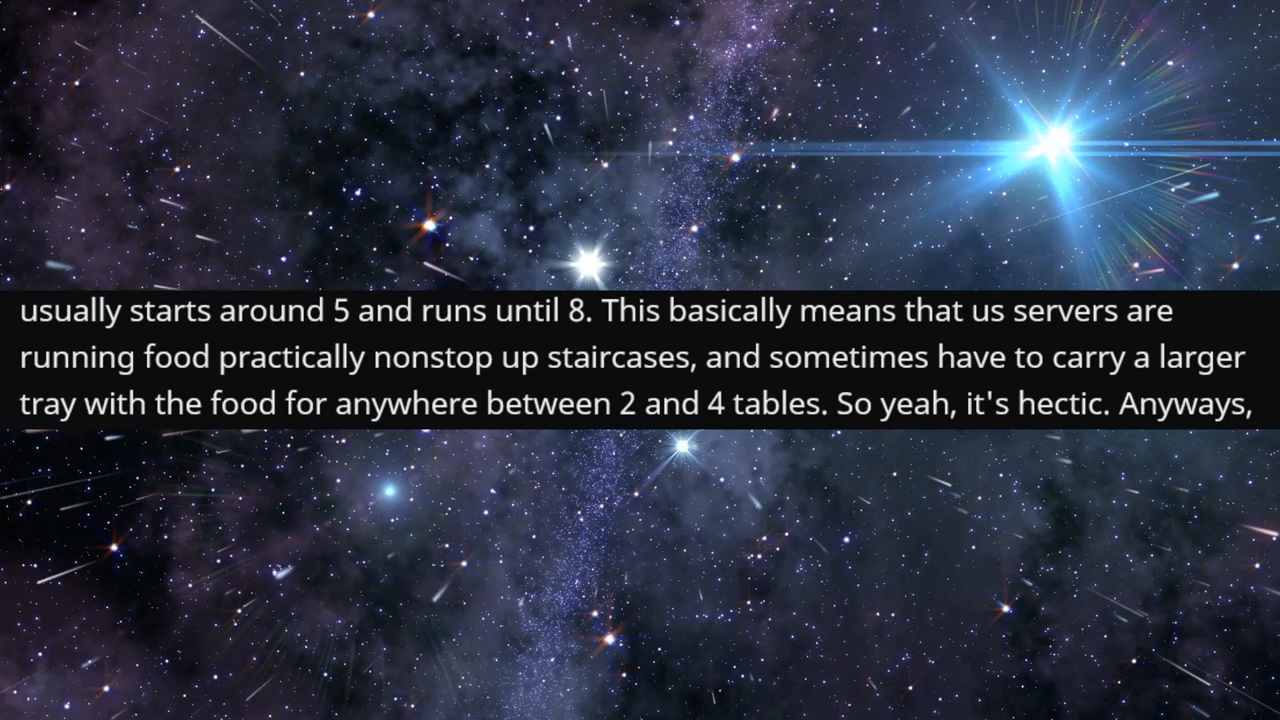 usually starts around 5 and runs until 8. This basically means that us servers are
running food practically nonstop up staircases, and sometimes have to carry a larger
tray with the food for anywhere between 2 and 4 tables. So yeah, it's hectic. Anyways,